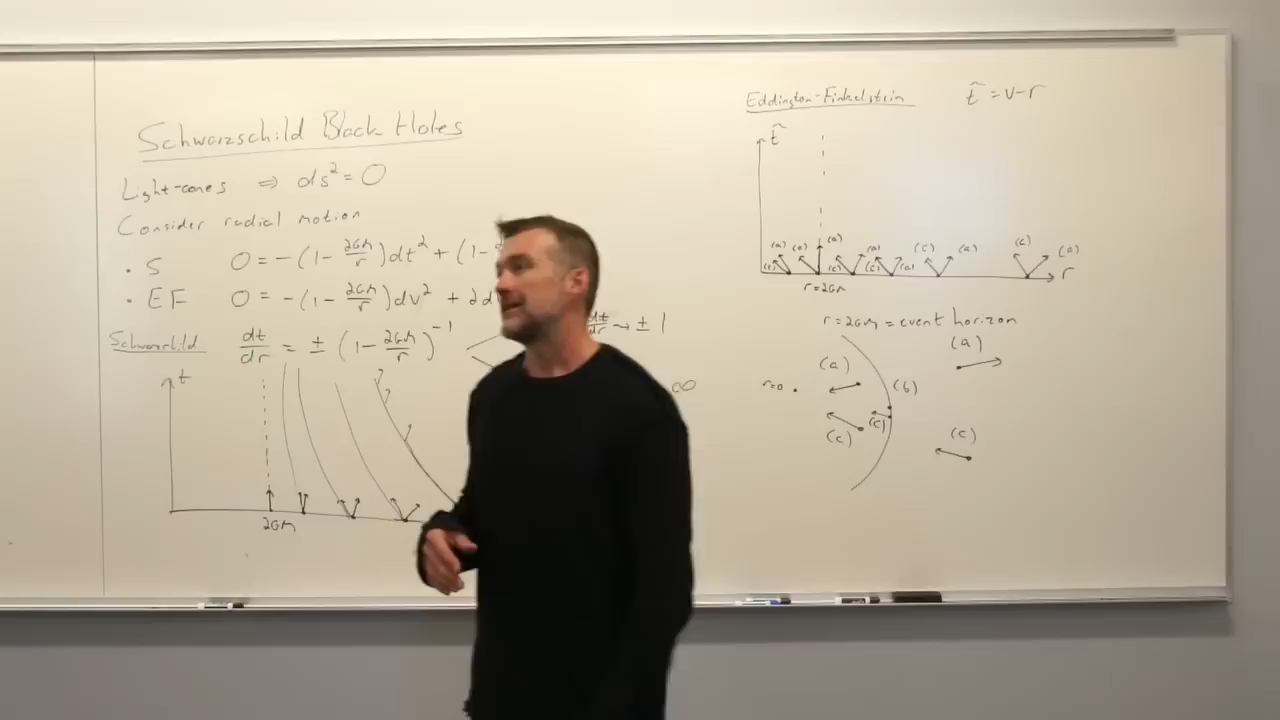 Schwarzschild Black Holes
Light-cones ⇒ ds² = 0
Consider radial motion
• S 0 = -(1 - 2GM/r)dt² + (1-
• EF 0 = -(1 - 2GM/r)dv² + 2d
Schwarzschild dt/dr = ± (1 - 2GM/r)⁻¹
dt/dr → ± 1
∞
t
2GM
Eddington-Finkelstein t̃ = v-r
t̃
(a) (a) (a) (a) (c) (a) (c) (a)
(c) (c) (c) (a)
r
r=2GM
r=2GM = event horizon
(a)
(a)
r=0 (b)
(c) (c) (c)